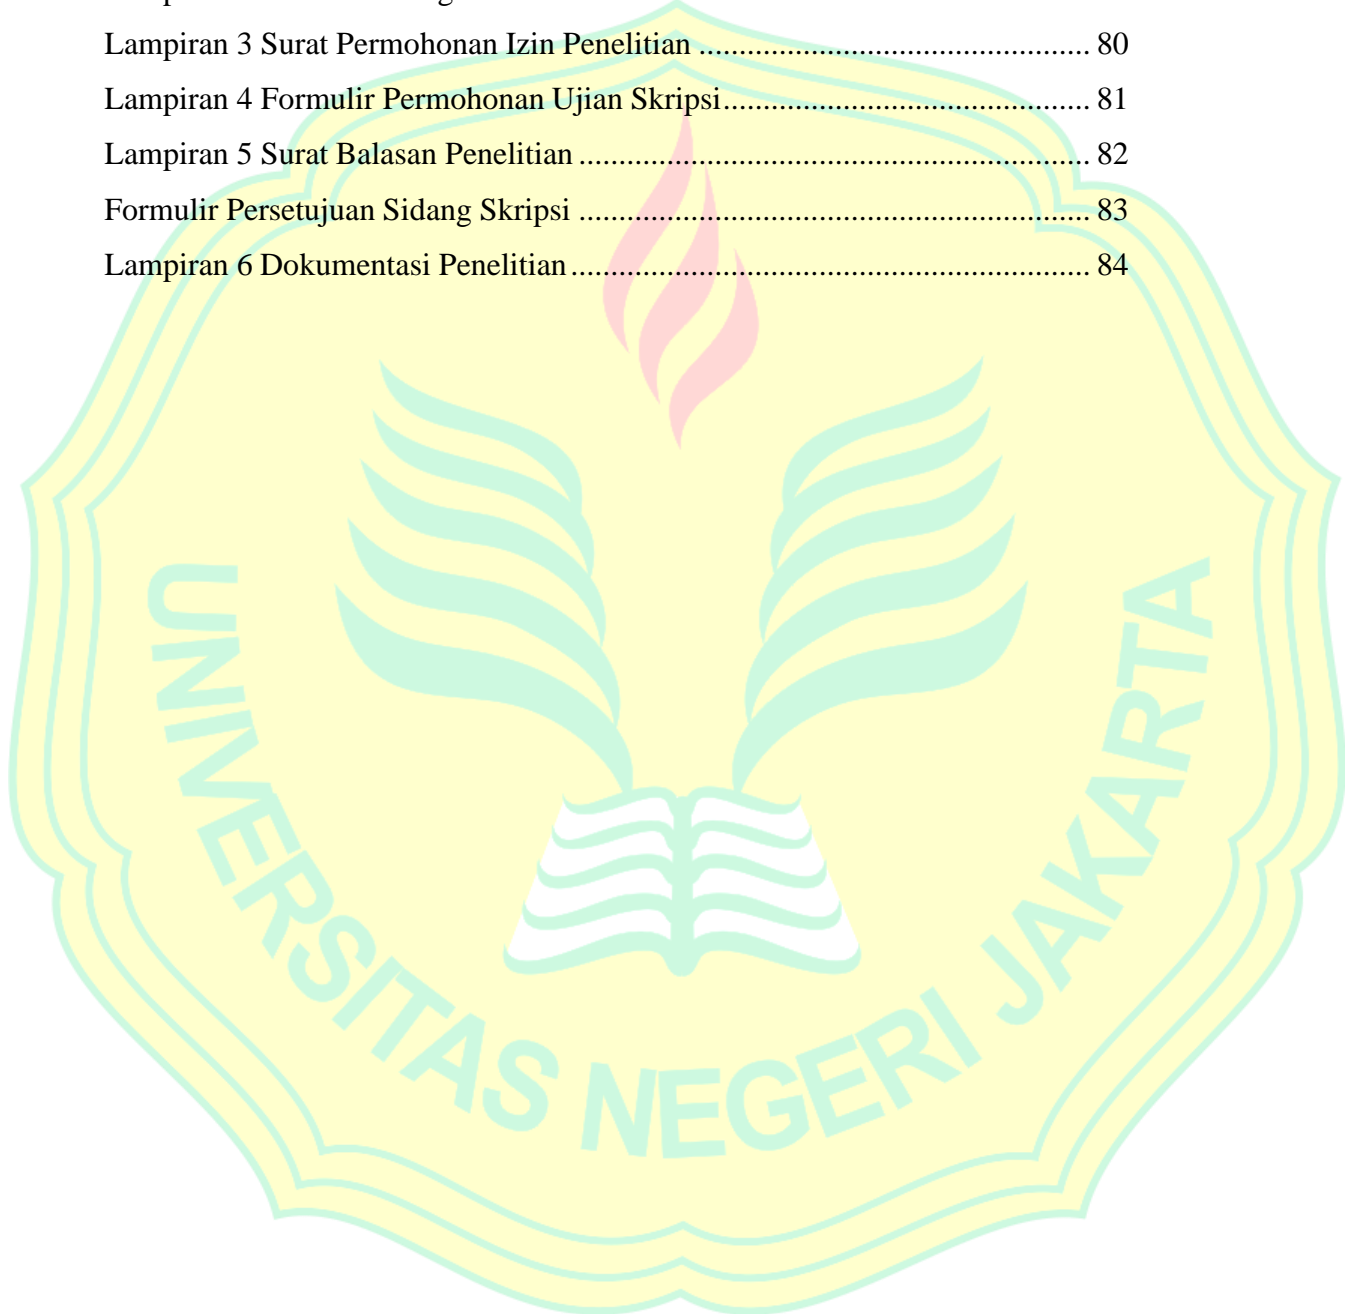 Lampiran 3 Surat Permohonan Izin Penelitian ................................................. 80
Lampiran 4 Formulir Permohonan Ujian Skripsi.............................................. 81
Lampiran 5 Surat Balasan Penelitian ................................................................ 82
Formulir Persetujuan Sidang Skripsi ................................................................ 83
Lampiran 6 Dokumentasi Penelitian ................................................................. 84
UNIVERSITAS NEGERI JAKARTA